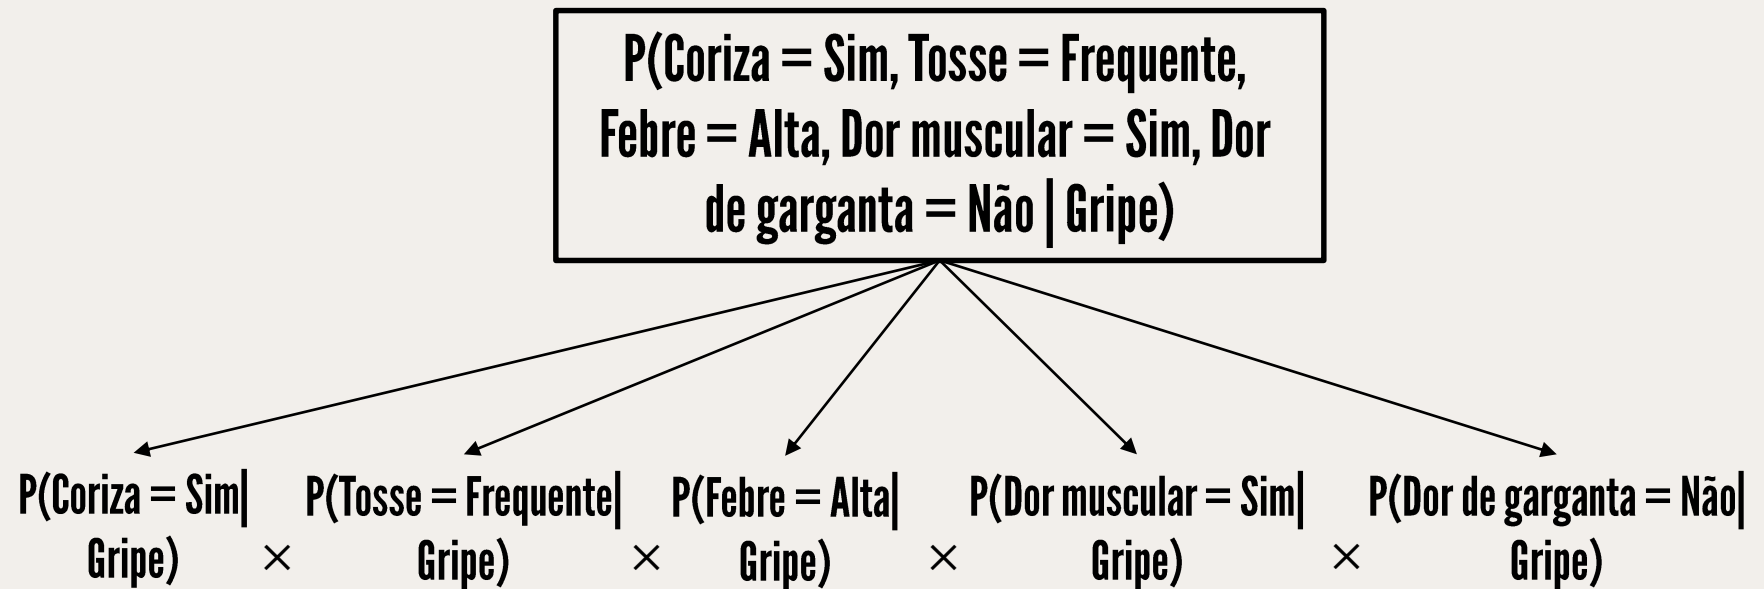 P(Coriza = Sim, Tosse = Frequente,
Febre = Alta, Dor muscular = Sim, Dor
de garganta = Não | Gripe)
P(Coriza = Sim|
Gripe)
×
P(Tosse = Frequente|
Gripe)
×
P(Febre = Alta|
Gripe)
×
P(Dor muscular = Sim|
Gripe)
×
P(Dor de garganta = Não|
Gripe)